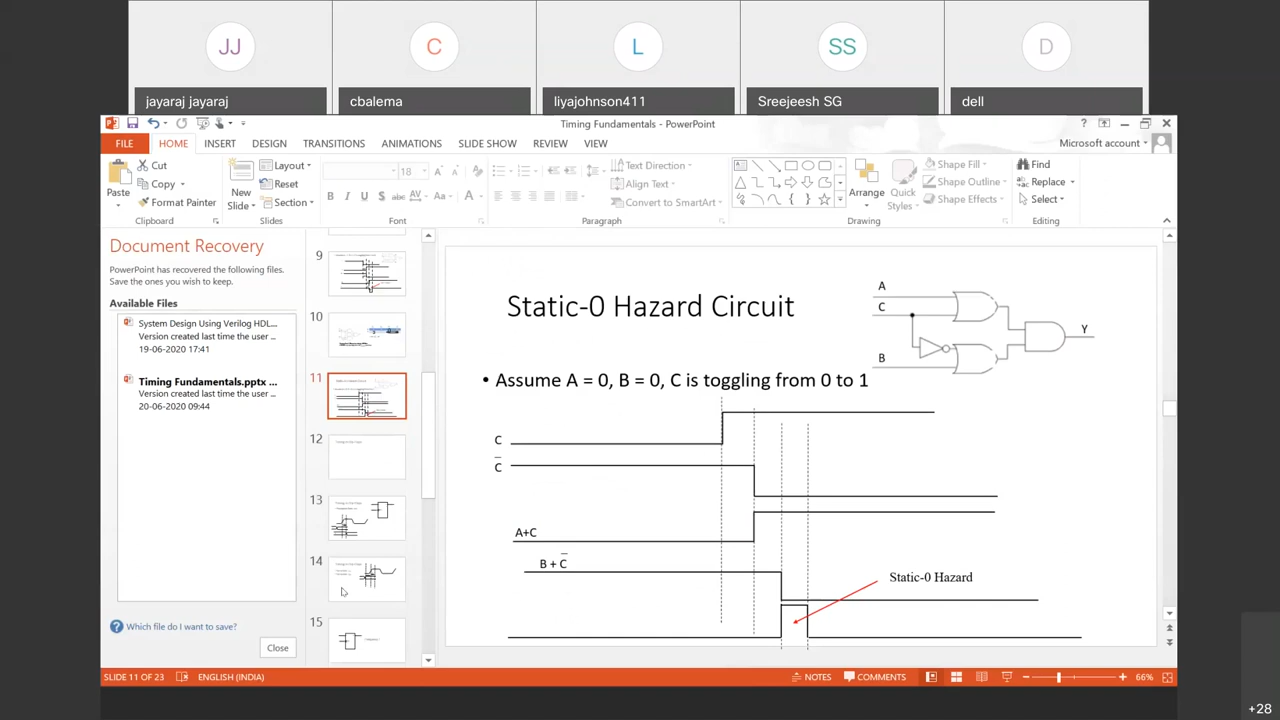 JJ
C
L
SS
D
jayaraj jayaraj
cbalema
liyajohnson411
Sreejeesh SG
dell
Timing Fundamentals - PowerPoint
FILE HOME INSERT DESIGN TRANSITIONS ANIMATIONS SLIDE SHOW REVIEW VIEW
Microsoft account
Paste
Cut
Copy
Format Painter
Clipboard
New Slide
Layout
Reset
Section
Slides
18
B I U S abc AV Aa A
Font
Text Direction
Align Text
Convert to SmartArt
Paragraph
Arrange
Quick Styles
Shape Fill
Shape Outline
Shape Effects
Drawing
Find
Replace
Select
Editing
Document Recovery
PowerPoint has recovered the following files.
Save the ones you wish to keep.
Available Files
System Design Using Verilog HDL...
Version created last time the user ...
19-06-2020 17:41
Timing Fundamentals.pptx ...
Version created last time the user ...
20-06-2020 09:44
Which file do I want to save?
Close
9
10
11
12
13
14
15
Static-0 Hazard Circuit
A
C
B
Y
• Assume A = 0, B = 0, C is toggling from 0 to 1
C
C̅
A+C
B + C̅
Static-0 Hazard
SLIDE 11 OF 23
ENGLISH (INDIA)
NOTES
COMMENTS
66%
+28